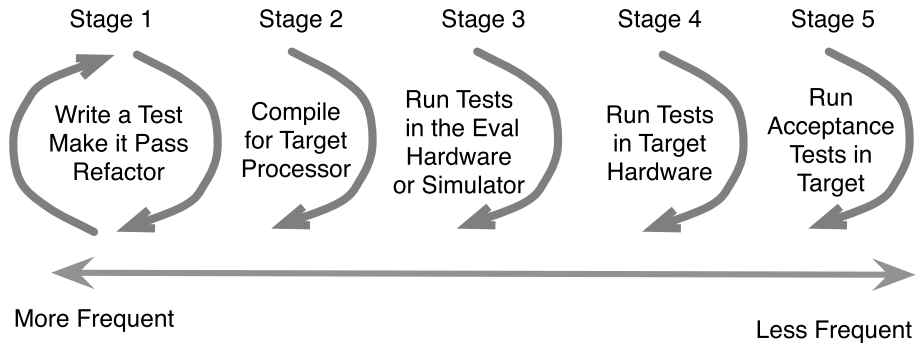 Stage 1
Stage 2
Stage 3
Stage 4
Stage 5
Write a Test
Make it Pass
Refactor
Compile
for Target
Processor
Run Tests
in the Eval
Hardware
or Simulator
Run Tests
in Target
Hardware
Run
Acceptance
Tests in
Target
More Frequent
Less Frequent